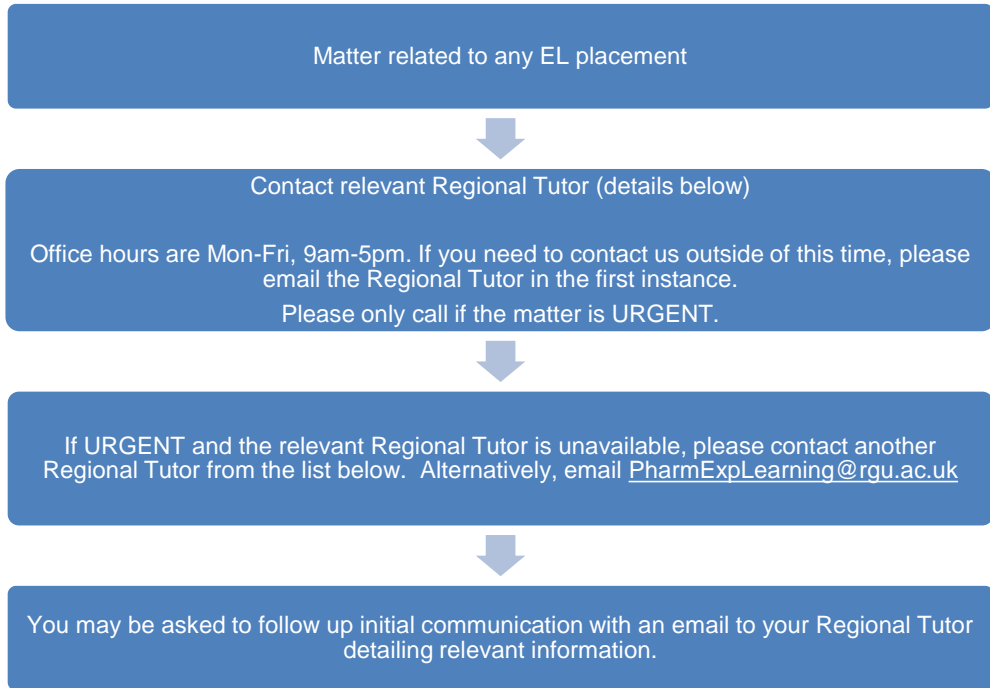 Matter related to any EL placement
Contact relevant Regional Tutor (details below)
Office hours are Mon-Fri, 9am-5pm. If you need to contact us outside of this time, please
email the Regional Tutor in the first instance.
Please only call if the matter is URGENT.
If URGENT and the relevant Regional Tutor is unavailable, please contact another
Regional Tutor from the list below.  Alternatively, email PharmExpLearning@rgu.ac.uk
You may be asked to follow up initial communication with an email to your Regional Tutor
detailing relevant information.